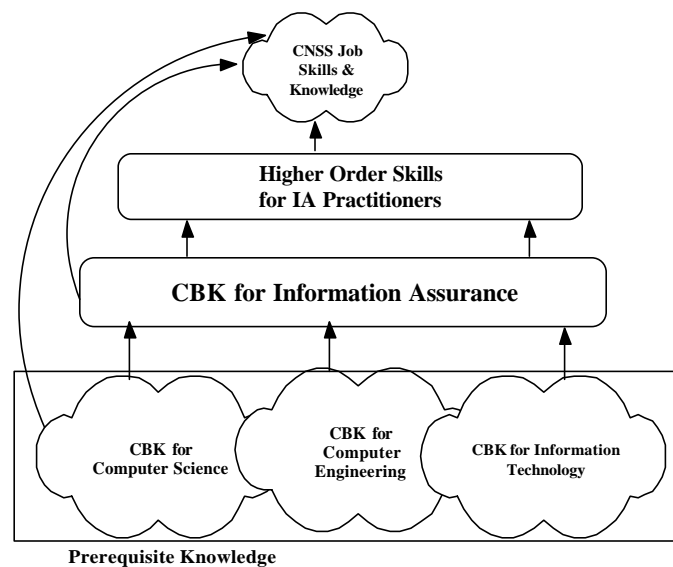 CNSS Job
Skills &
Knowledge
Higher Order Skills
for IA Practitioners
CBK for Information Assurance
CBK for
Computer Science
CBK for
Computer
Engineering
CBK for Information
Technology
Prerequisite Knowledge